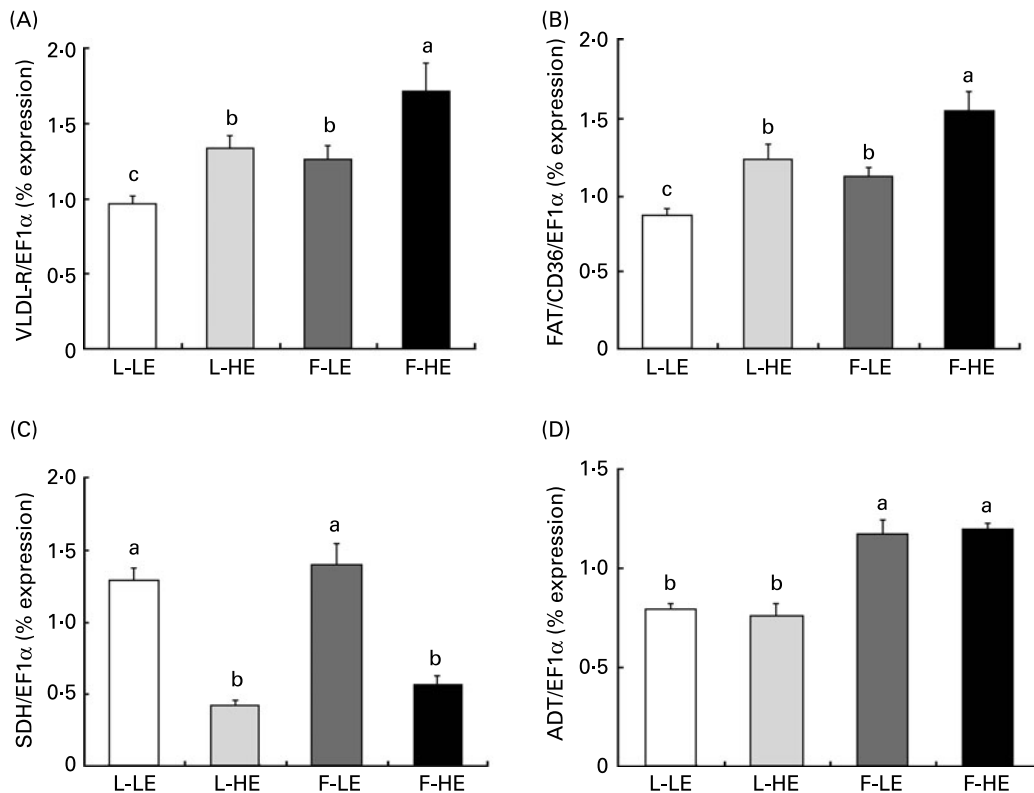 (A)
VLDL-R/EF1α (% expression)
2·0
1·5
1·0
0·5
0
c
b
b
a
L-LE
L-HE
F-LE
F-HE
(B)
FAT/CD36/EF1α (% expression)
2·0
1·5
1·0
0·5
0
c
b
b
a
L-LE
L-HE
F-LE
F-HE
(C)
SDH/EF1α (% expression)
2·0
1·5
1·0
0·5
0
a
b
a
b
L-LE
L-HE
F-LE
F-HE
(D)
ADT/EF1α (% expression)
1·5
1·0
0·5
0
b
b
a
a
L-LE
L-HE
F-LE
F-HE